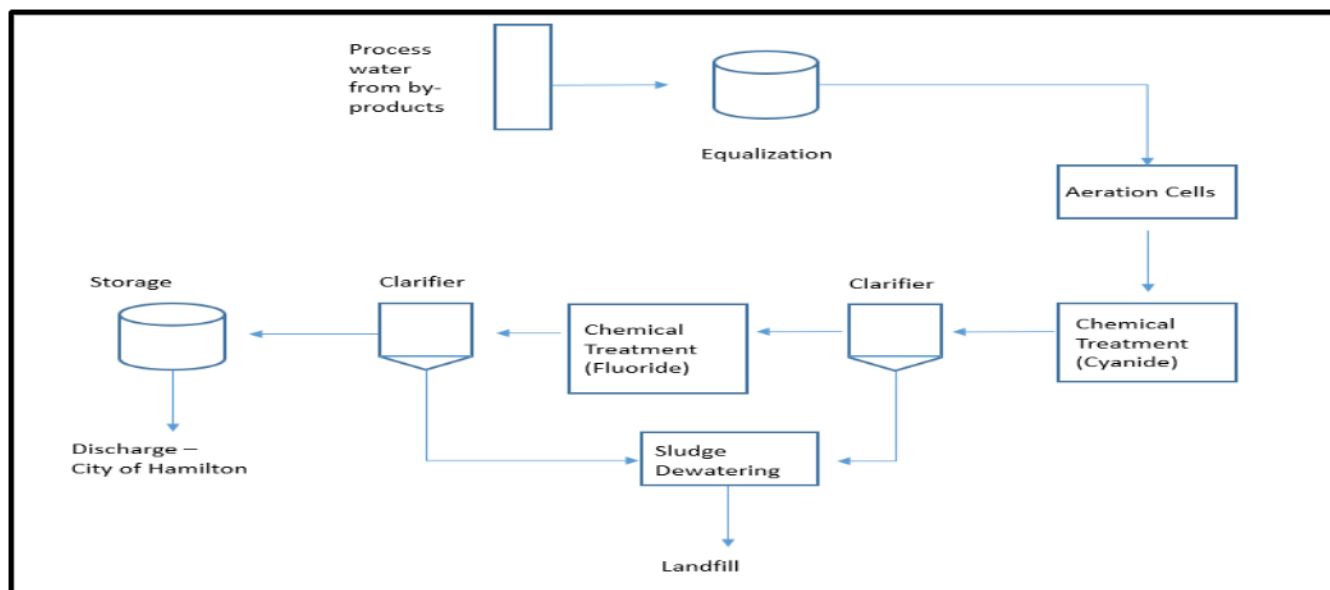 Process
water
from by-
products
Equalization
Aeration Cells
Storage
Clarifier
Clarifier
Chemical
Treatment
(Fluoride)
Chemical
Treatment
(Cyanide)
Discharge –
City of Hamilton
Sludge
Dewatering
Landfill